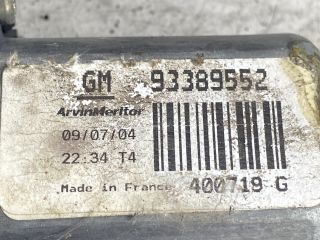 GM 93389552
ArvinMeritor
09/07/04
22:34 T4
Made in France 400719 G